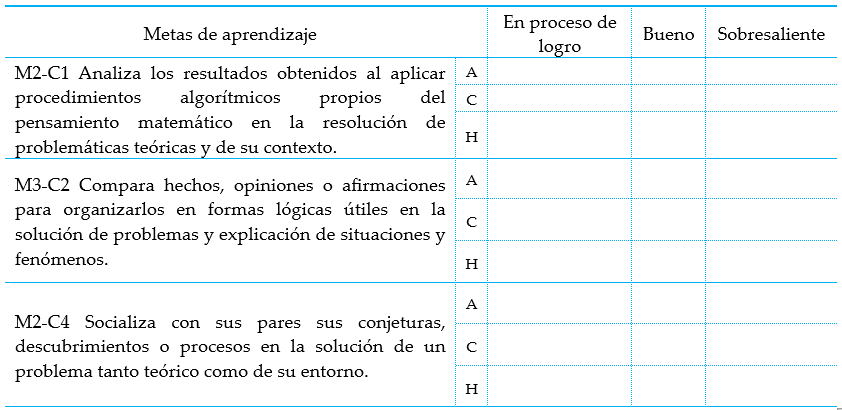 Metas de aprendizaje
En proceso de
logro
Bueno
Sobresaliente
M2-C1 Analiza los resultados obtenidos al aplicar
procedimientos algorítmicos propios del
pensamiento matemático en la resolución de
problemáticas teóricas y de su contexto.
A
C
H
M3-C2 Compara hechos, opiniones o afirmaciones
para organizarlos en formas lógicas útiles en la
solución de problemas y explicación de situaciones y
fenómenos.
A
C
H
M2-C4 Socializa con sus pares sus conjeturas,
descubrimientos o procesos en la solución de un
problema tanto teórico como de su entorno.
A
C
H